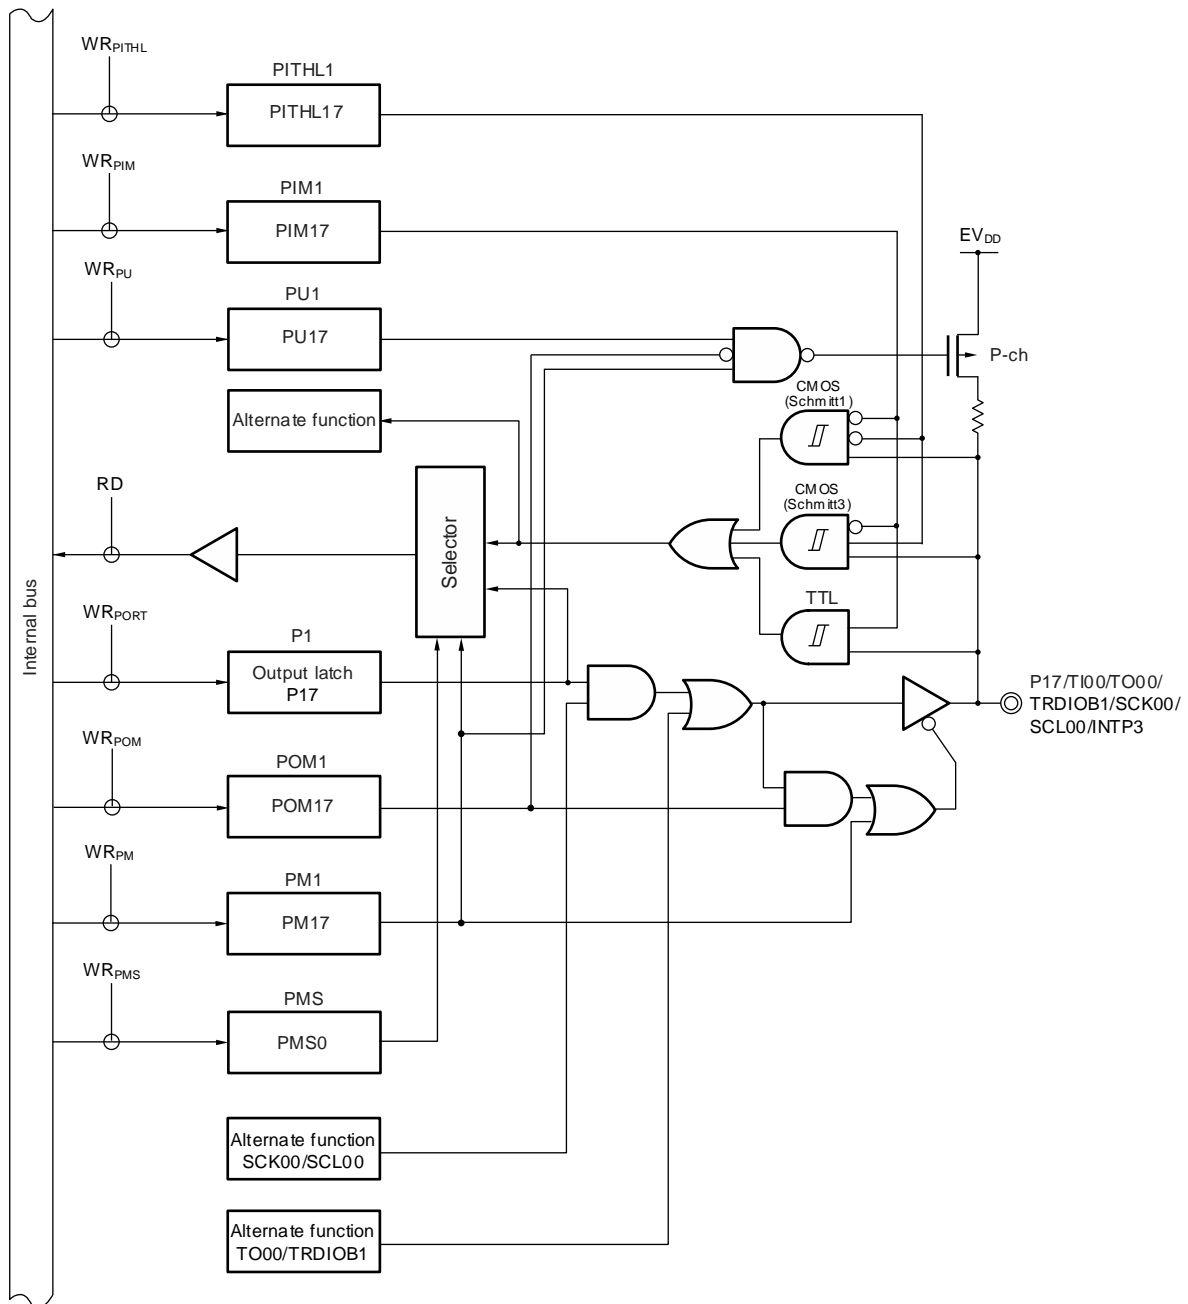 WRPITHL
PITHL1
PITHL17
WRPIM
PIM1
PIM17
EVDD
WRPU
PU1
PU17
P-ch
CMOS
(Schmitt1)
Alternate function
RD
CMOS
(Schmitt3)
Selector
Internal bus
WRPORT
TTL
P1
Output latch
P17
P17/TI00/TO00/
TRDIOB1/SCK00/
SCL00/INTP3
WRPOM
POM1
POM17
WRPM
PM1
PM17
WRPMS
PMS
PMS0
Alternate function
SCK00/SCL00
Alternate function
TO00/TRDIOB1